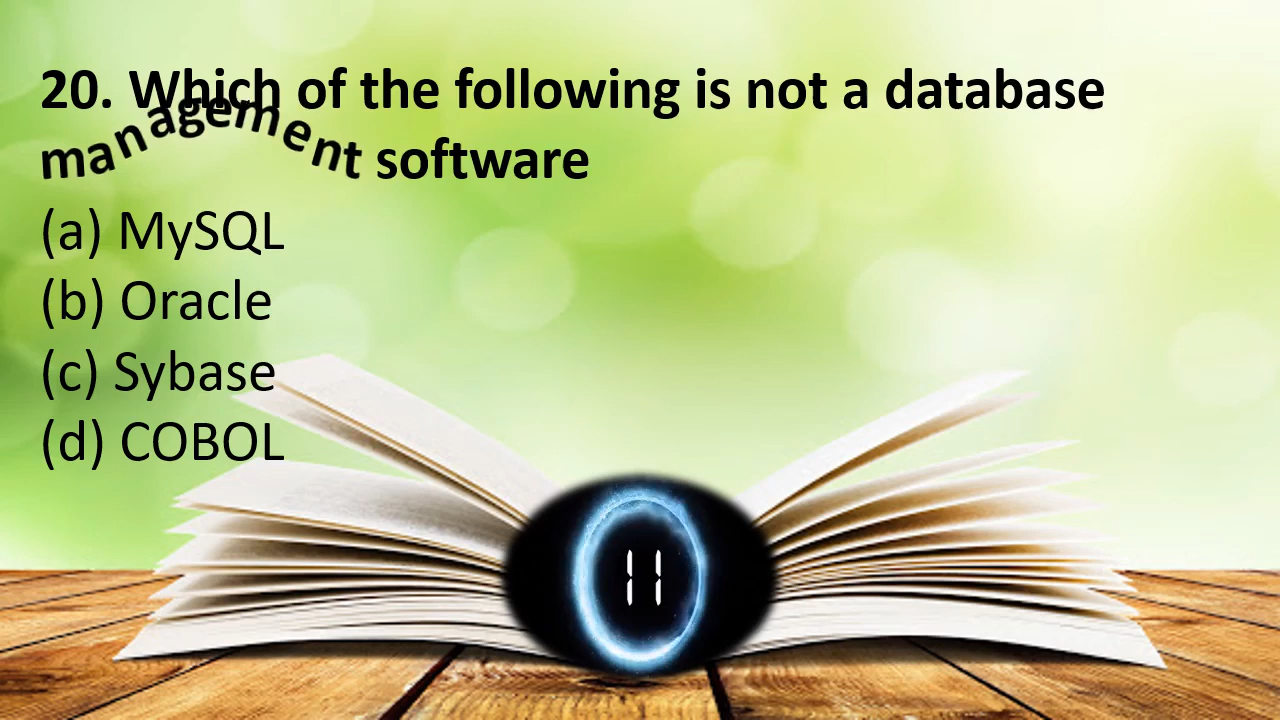 20. Which of the following is not a database
management software
(a) MySQL
(b) Oracle
(c) Sybase
(d) COBOL
11